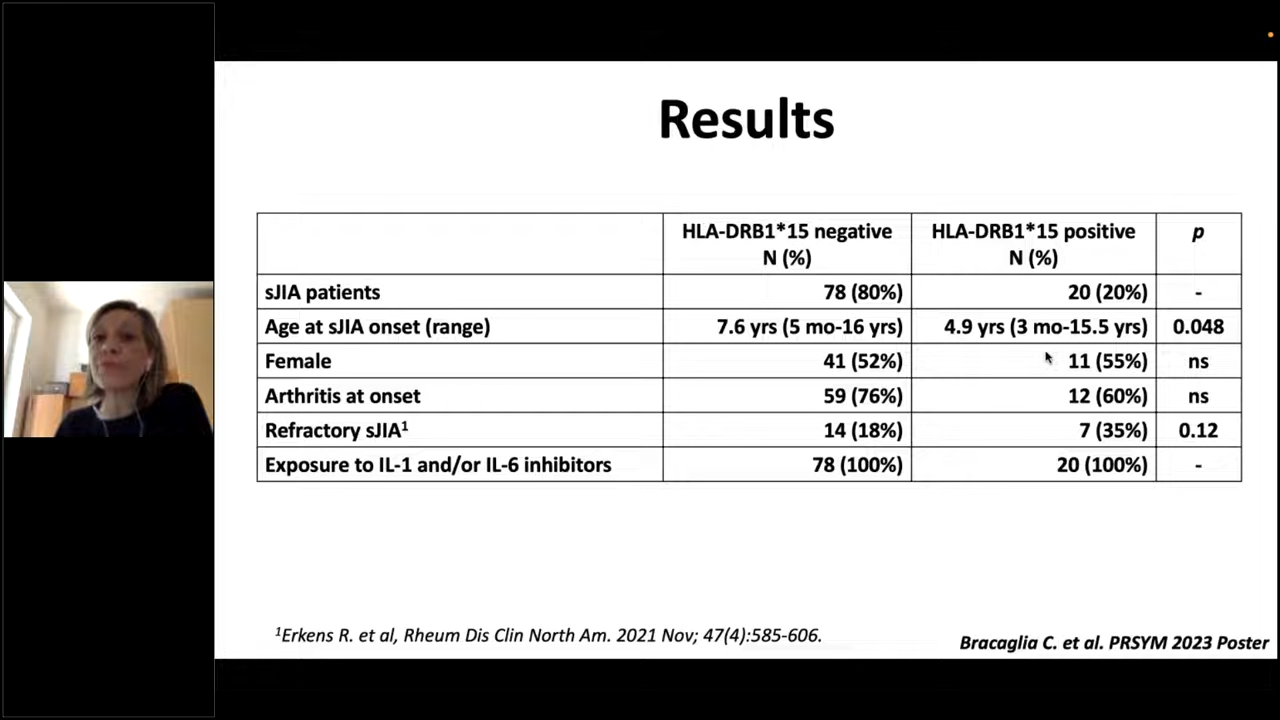 Results
HLA-DRB1*15 negative N (%) HLA-DRB1*15 positive N (%) p
sJIA patients 78 (80%) 20 (20%) -
Age at sJIA onset (range) 7.6 yrs (5 mo-16 yrs) 4.9 yrs (3 mo-15.5 yrs) 0.048
Female 41 (52%) 11 (55%) ns
Arthritis at onset 59 (76%) 12 (60%) ns
Refractory sJIA¹ 14 (18%) 7 (35%) 0.12
Exposure to IL-1 and/or IL-6 inhibitors 78 (100%) 20 (100%) -
¹Erkens R. et al, Rheum Dis Clin North Am. 2021 Nov; 47(4):585-606.
Bracaglia C. et al. PRSYM 2023 Poster